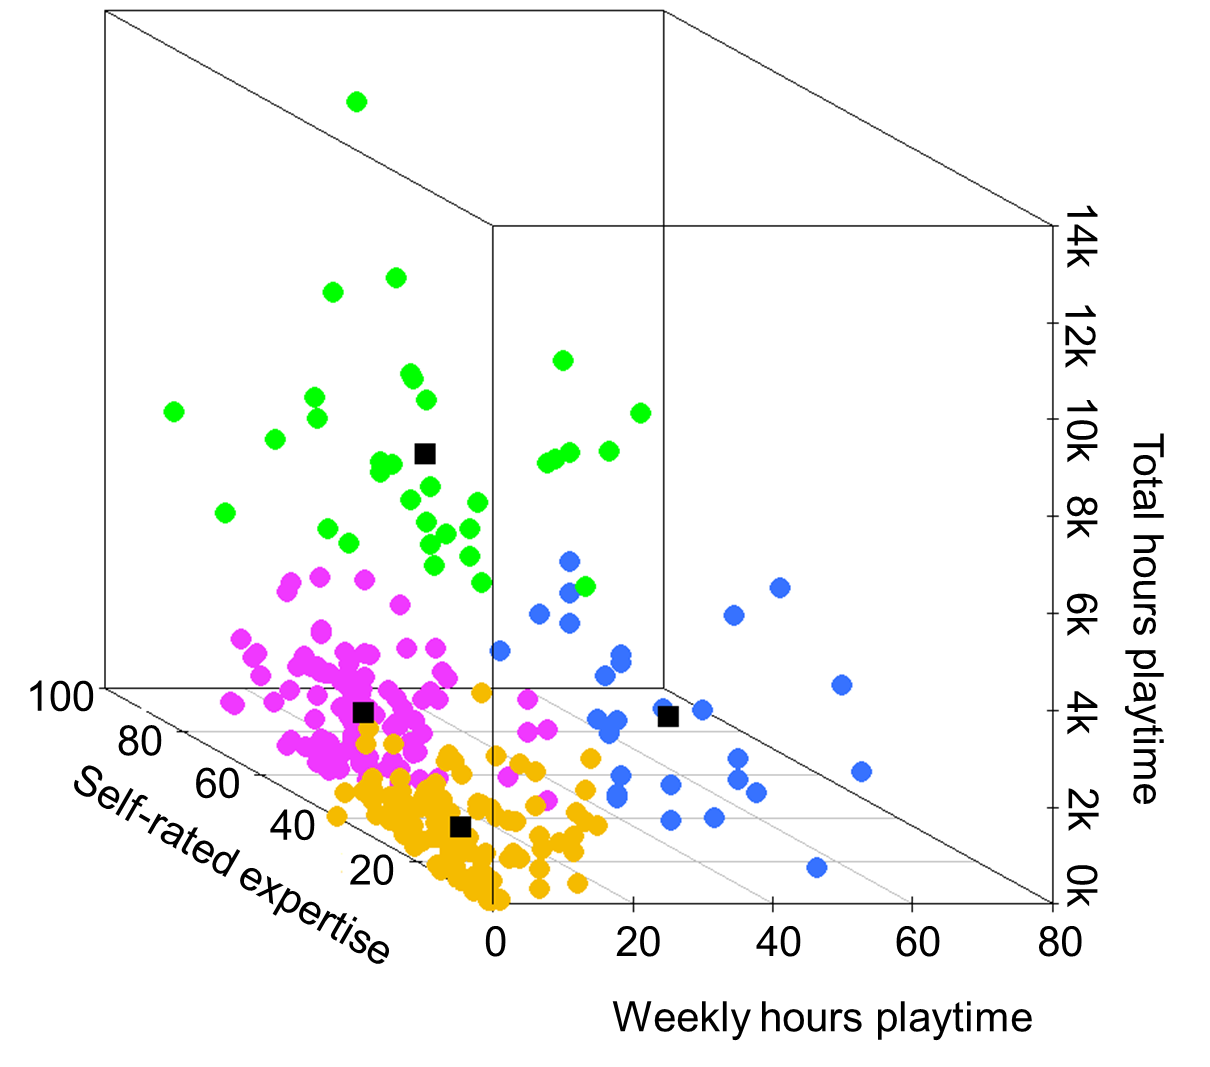 14k
12k
10k
8k
6k
4k
2k
0k
Total hours playtime
100
80
60
40
20
Self-rated expertise
0
20
40
60
80
Weekly hours playtime